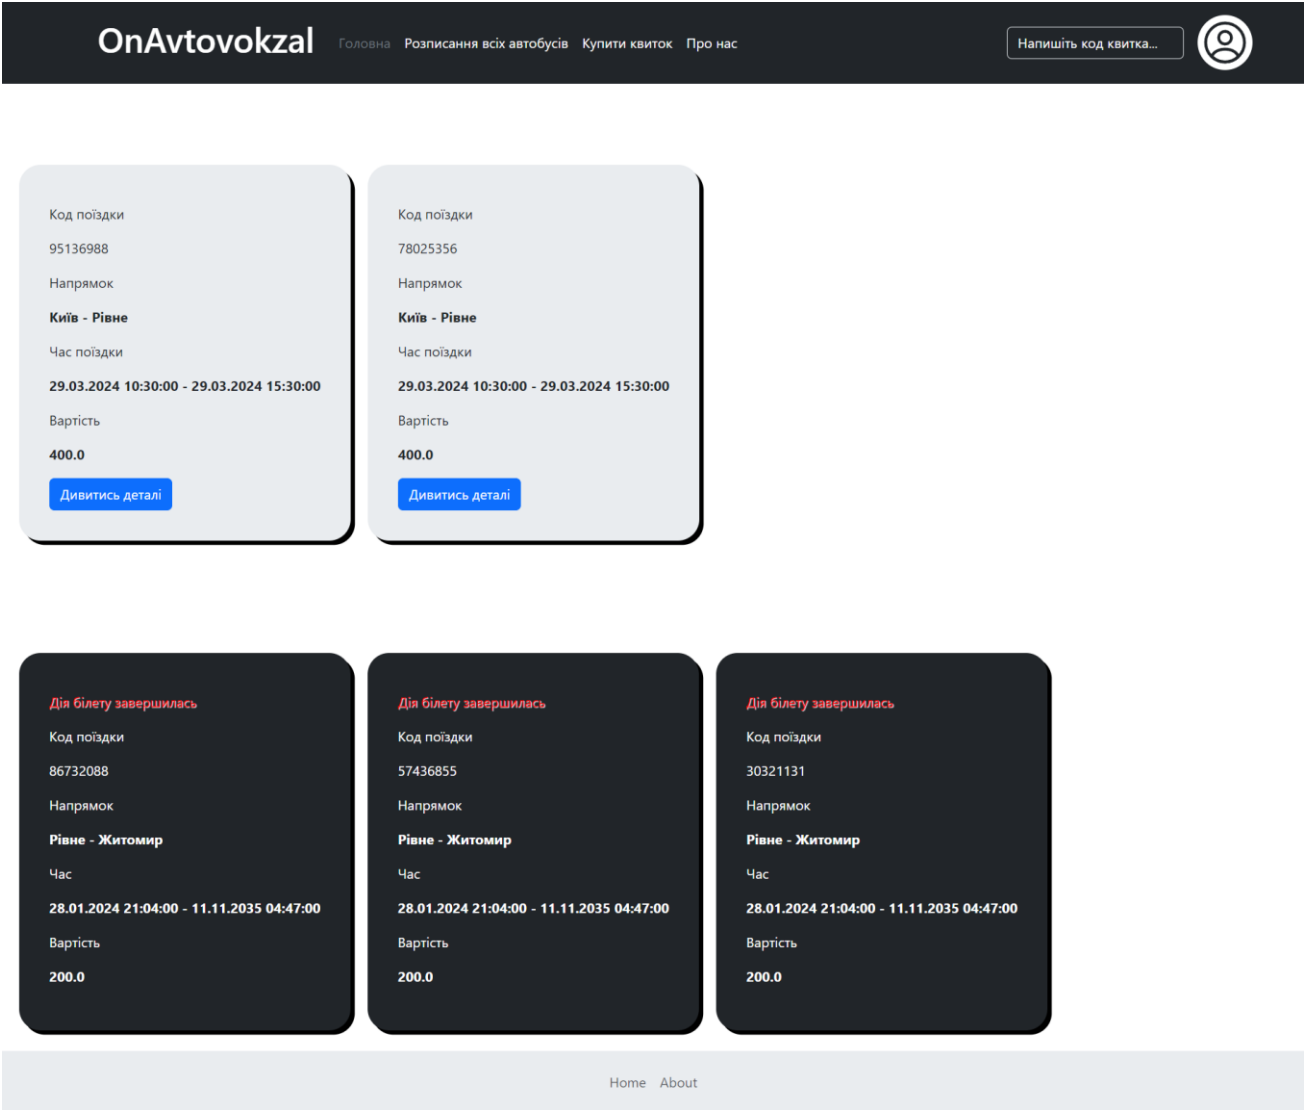 OnAvtovokzal Головна Розписання всіх автобусів Купити квиток Про нас Напишіть код квитка...
Код поїздки
95136988
Напрямок
Київ - Рівне
Час поїздки
29.03.2024 10:30:00 - 29.03.2024 15:30:00
Вартість
400.0
Дивитись деталі
Код поїздки
78025356
Напрямок
Київ - Рівне
Час поїздки
29.03.2024 10:30:00 - 29.03.2024 15:30:00
Вартість
400.0
Дивитись деталі
Дія білету завершилась
Код поїздки
86732088
Напрямок
Рівне - Житомир
Час
28.01.2024 21:04:00 - 11.11.2035 04:47:00
Вартість
200.0
Дія білету завершилась
Код поїздки
57436855
Напрямок
Рівне - Житомир
Час
28.01.2024 21:04:00 - 11.11.2035 04:47:00
Вартість
200.0
Дія білету завершилась
Код поїздки
30321131
Напрямок
Рівне - Житомир
Час
28.01.2024 21:04:00 - 11.11.2035 04:47:00
Вартість
200.0
Home About